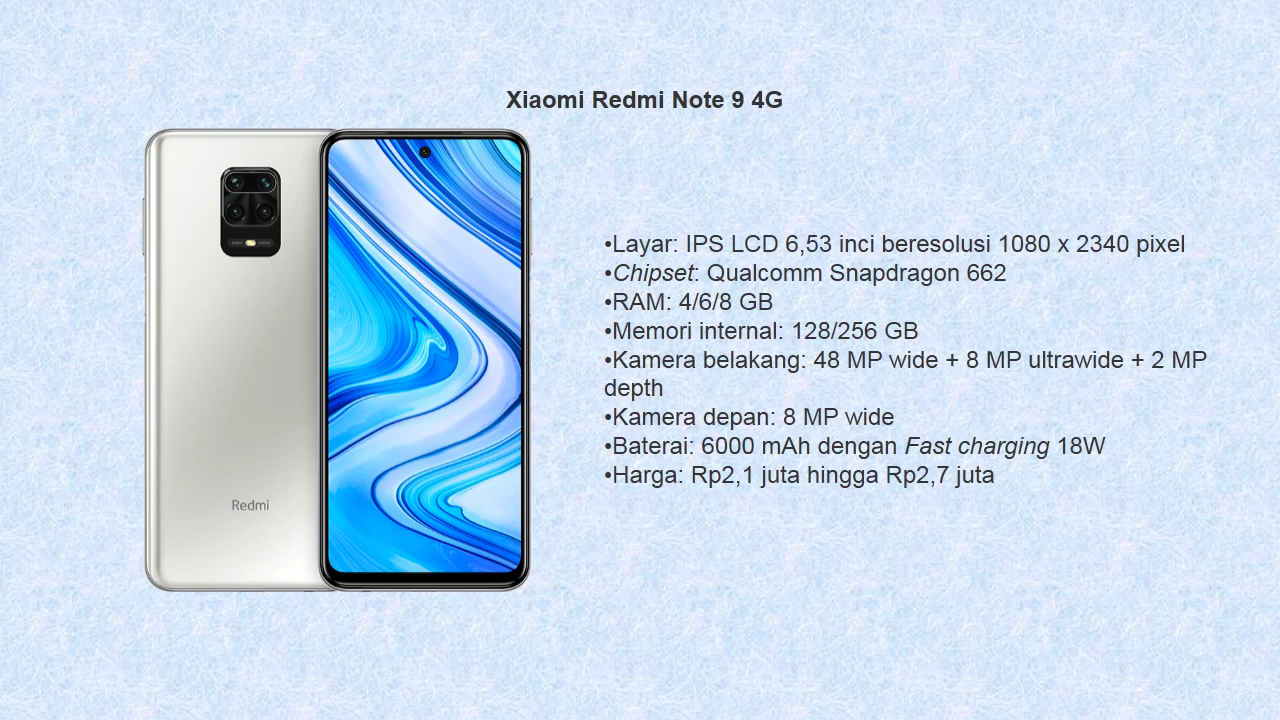 Xiaomi Redmi Note 9 4G
•Layar: IPS LCD 6,53 inci beresolusi 1080 x 2340 pixel
•Chipset: Qualcomm Snapdragon 662
•RAM: 4/6/8 GB
•Memori internal: 128/256 GB
•Kamera belakang: 48 MP wide + 8 MP ultrawide + 2 MP
depth
•Kamera depan: 8 MP wide
•Baterai: 6000 mAh dengan Fast charging 18W
•Harga: Rp2,1 juta hingga Rp2,7 juta
Redmi